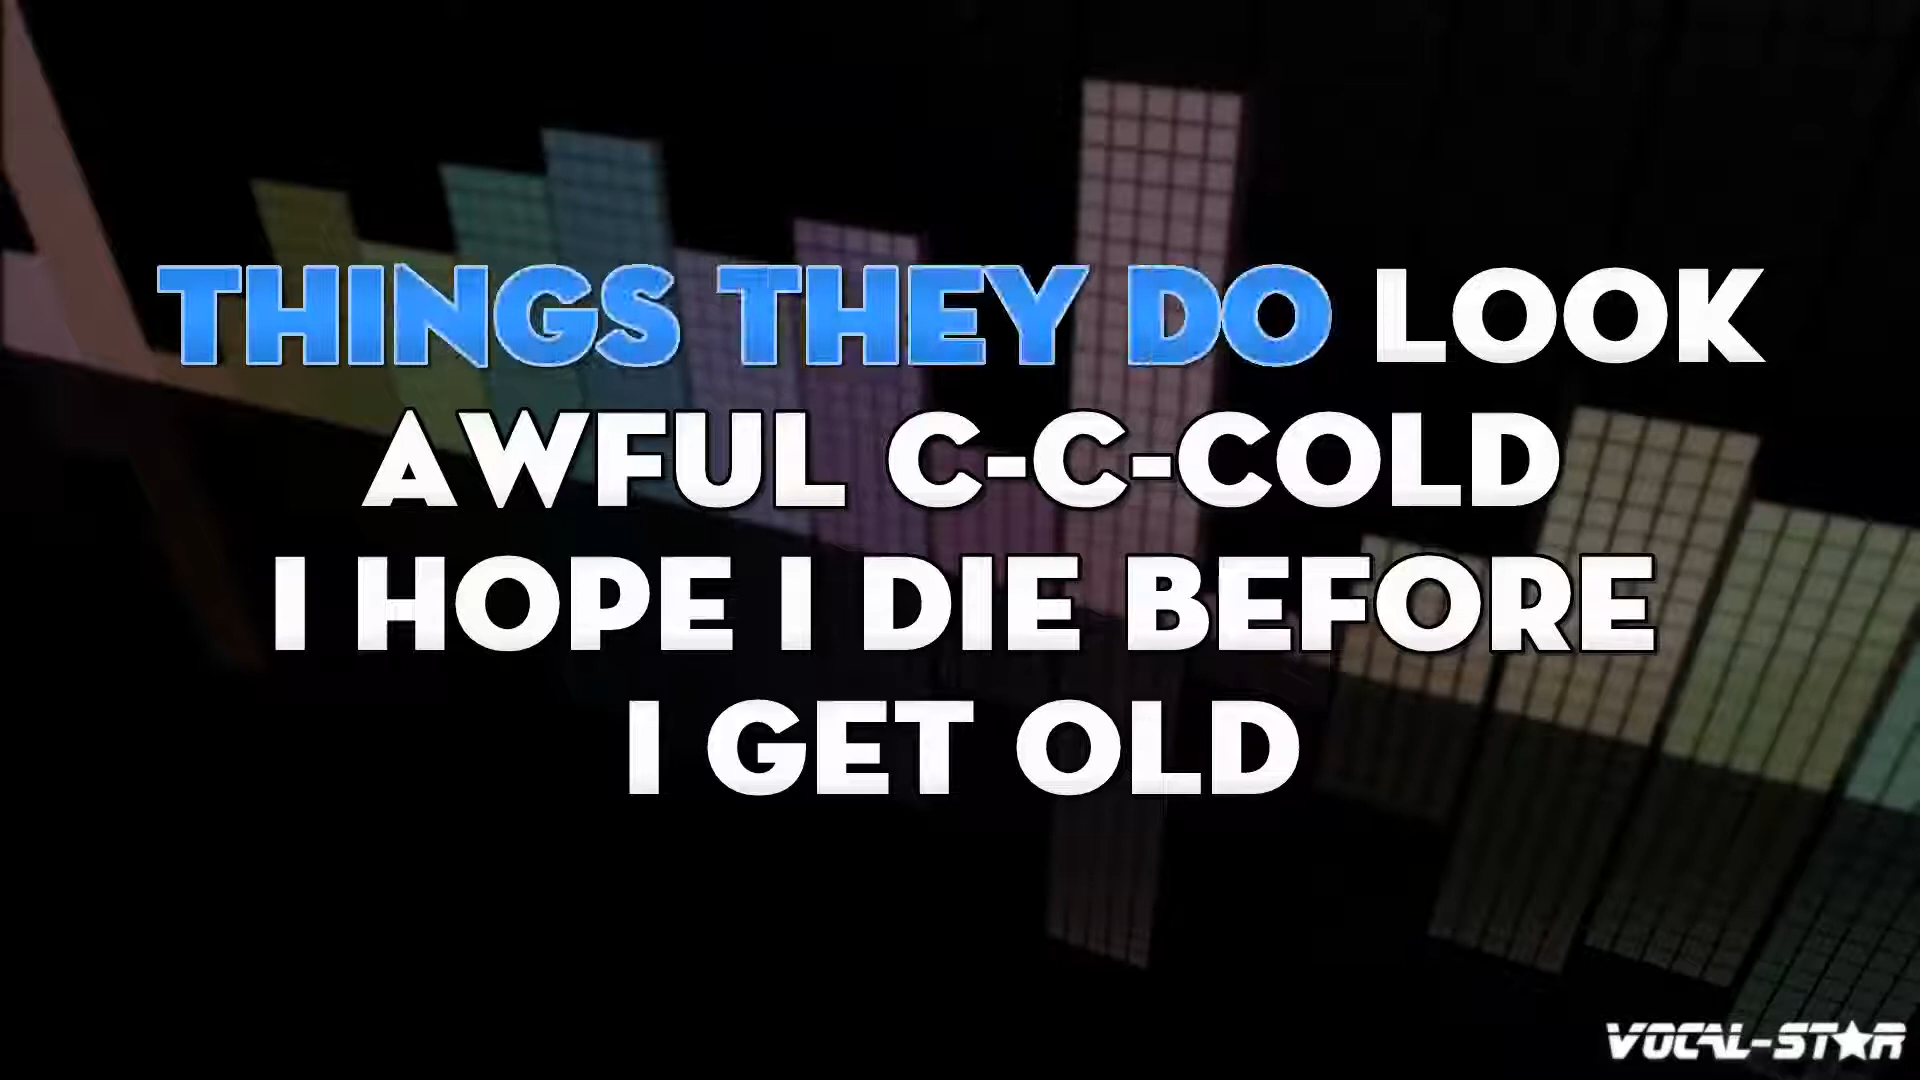 THINGS THEY DO LOOK
AWFUL C-C-COLD
I HOPE I DIE BEFORE
I GET OLD
VOCAL-STAR